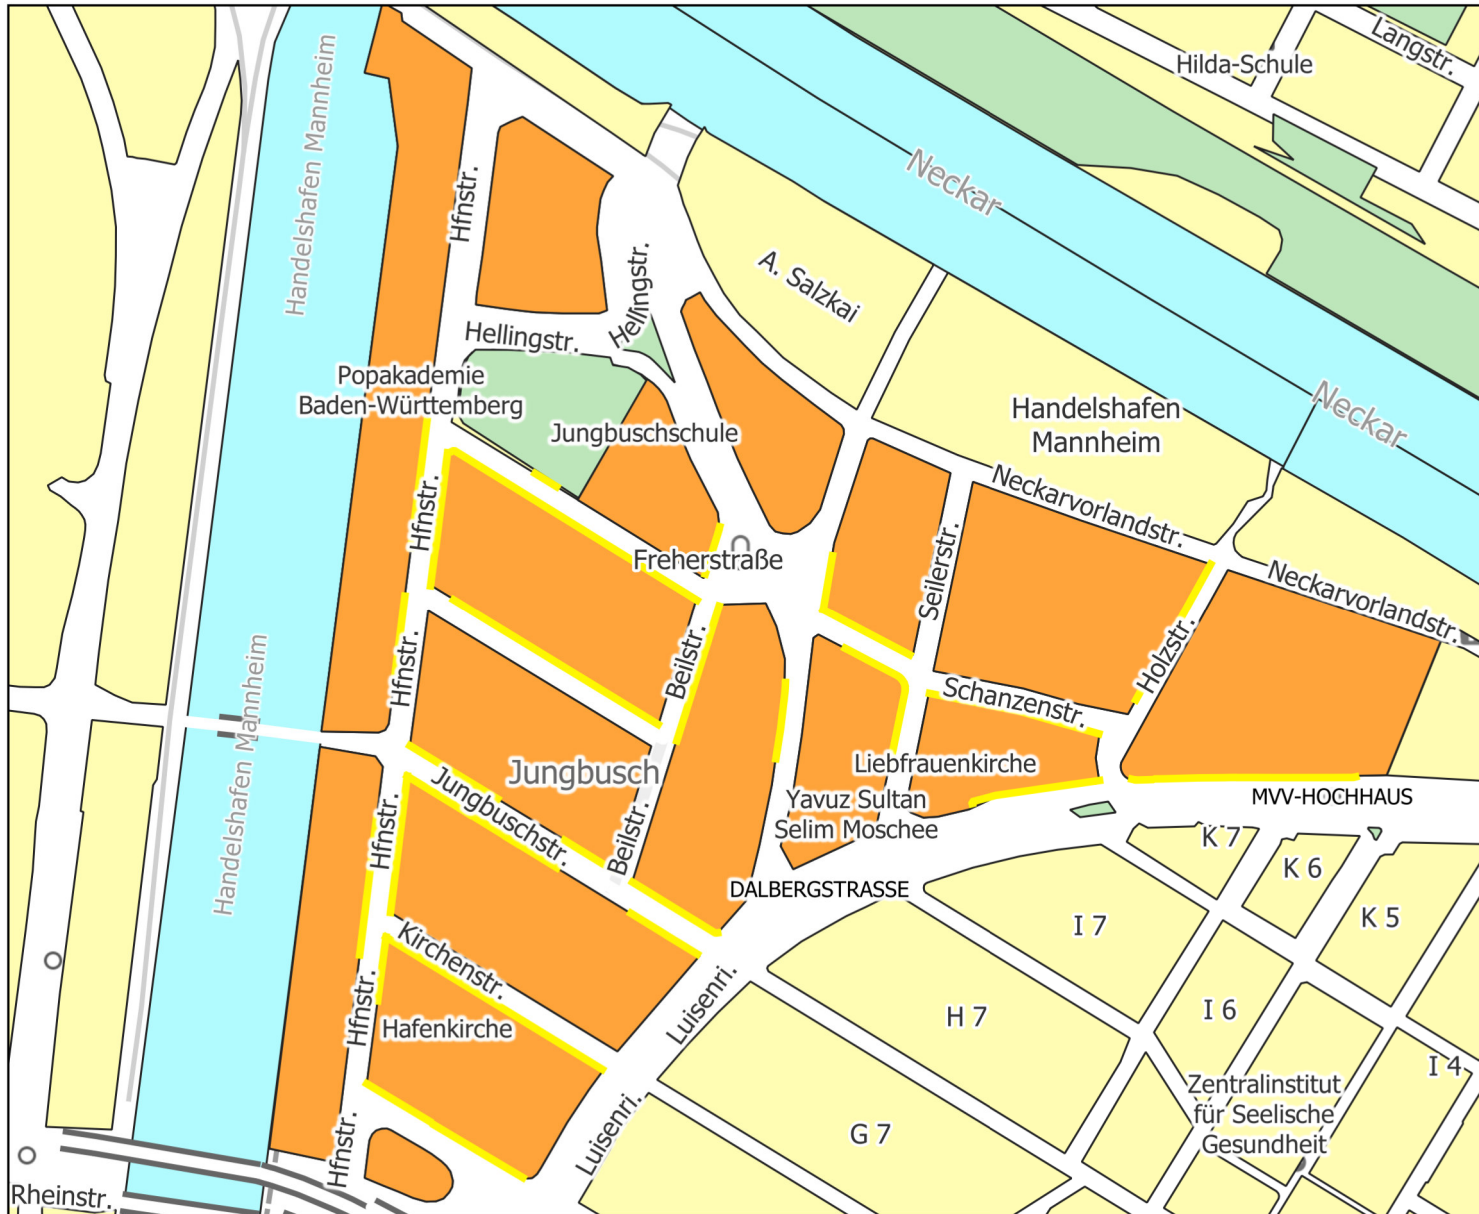 Langstr.
Hilda-Schule
Handelshafen Mannheim
Neckar
Hfnstr.
Hellingstr.
A. Salzkai
Hellingstr.
Popakademie
Baden-Württemberg
Neckar
Handelshafen
Mannheim
Jungbuschschule
Neckarvorlandstr.
Hfnstr.
Freherstraße
Seilerstr.
Neckarvorlandstr.
Hfnstr.
Beilstr.
Holzstr.
Schanzenstr.
Handelshafen Mannheim
Jungbusch
Liebfrauenkirche
Jungbuschstr.
Yavuz Sultan
Selim Moschee
MVV-HOCHHAUS
Hfnstr.
Beilstr.
K 7
K 6
DALBERGSTRASSE
K 5
I 7
Kirchenstr.
Hfnstr.
Luisenri.
H 7
I 6
Hafenkirche
I 4
Zentralinstitut
für Seelische
Gesundheit
G 7
Luisenri.
Hfnstr.
Rheinstr.